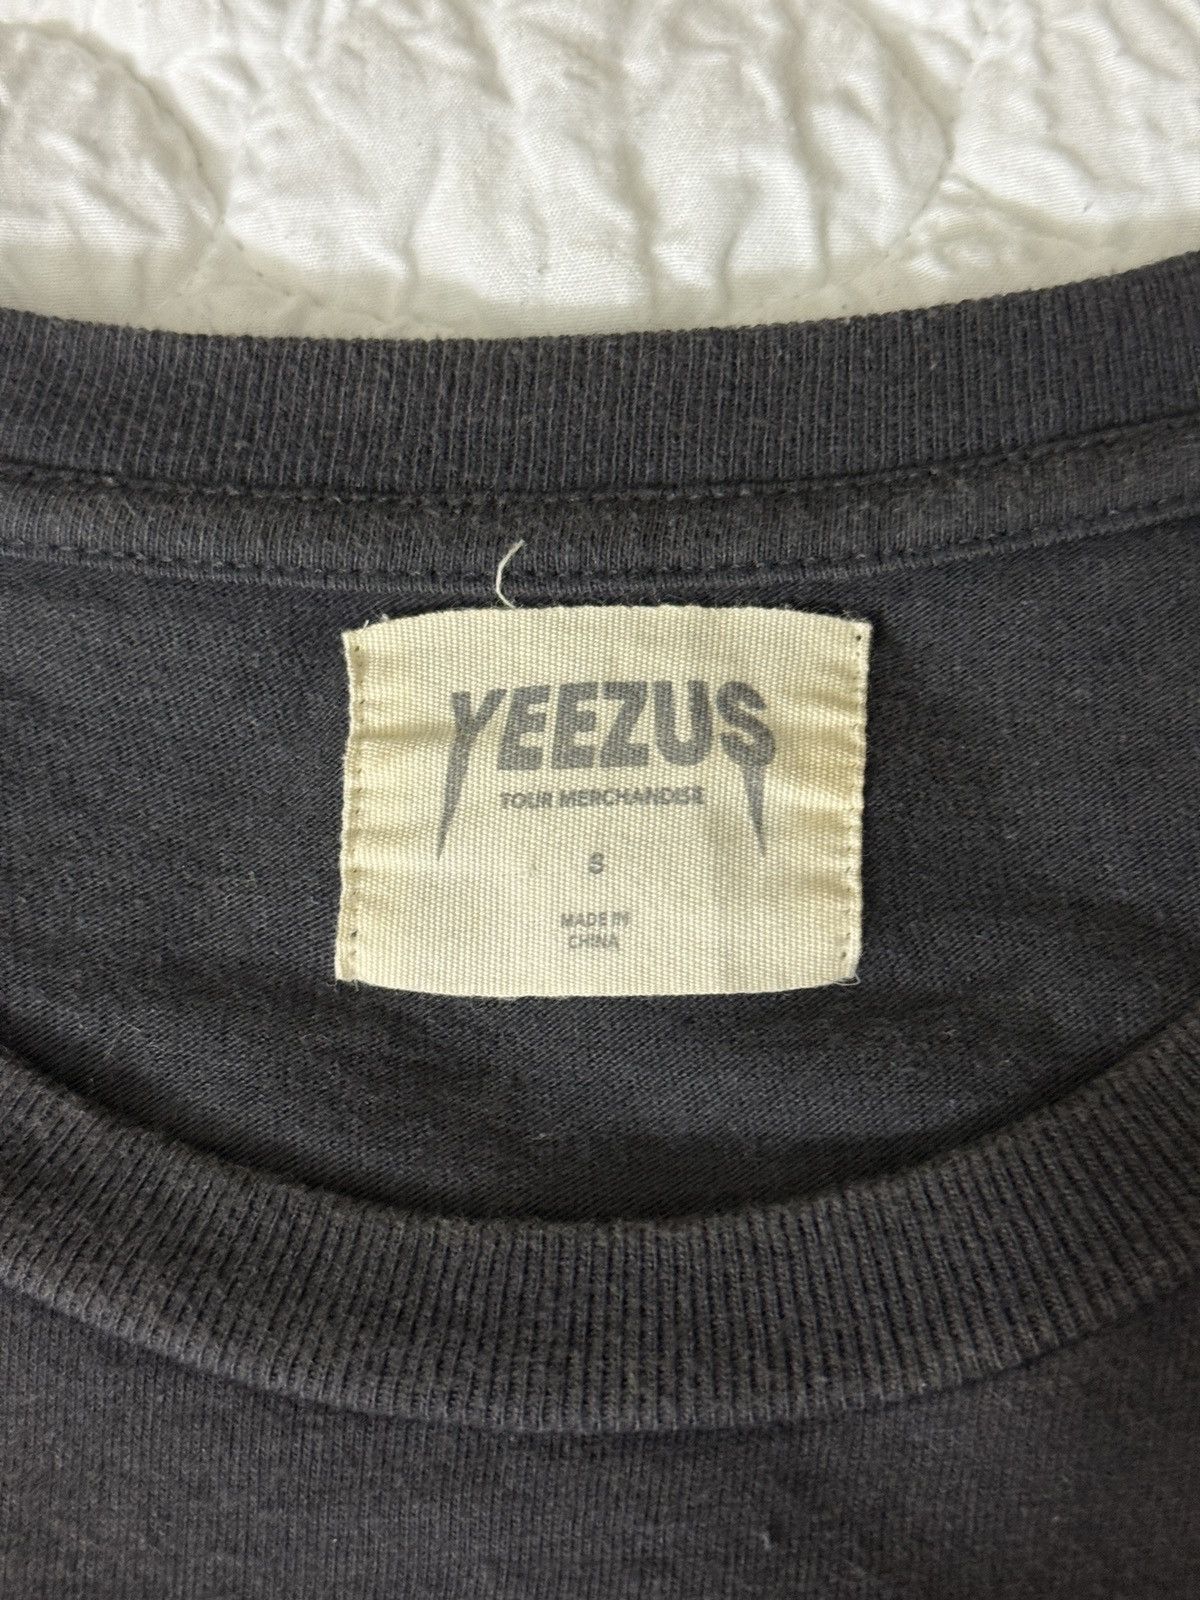 YEEZUS
TOUR MERCHANDISE
S
MADE IN
CHINA